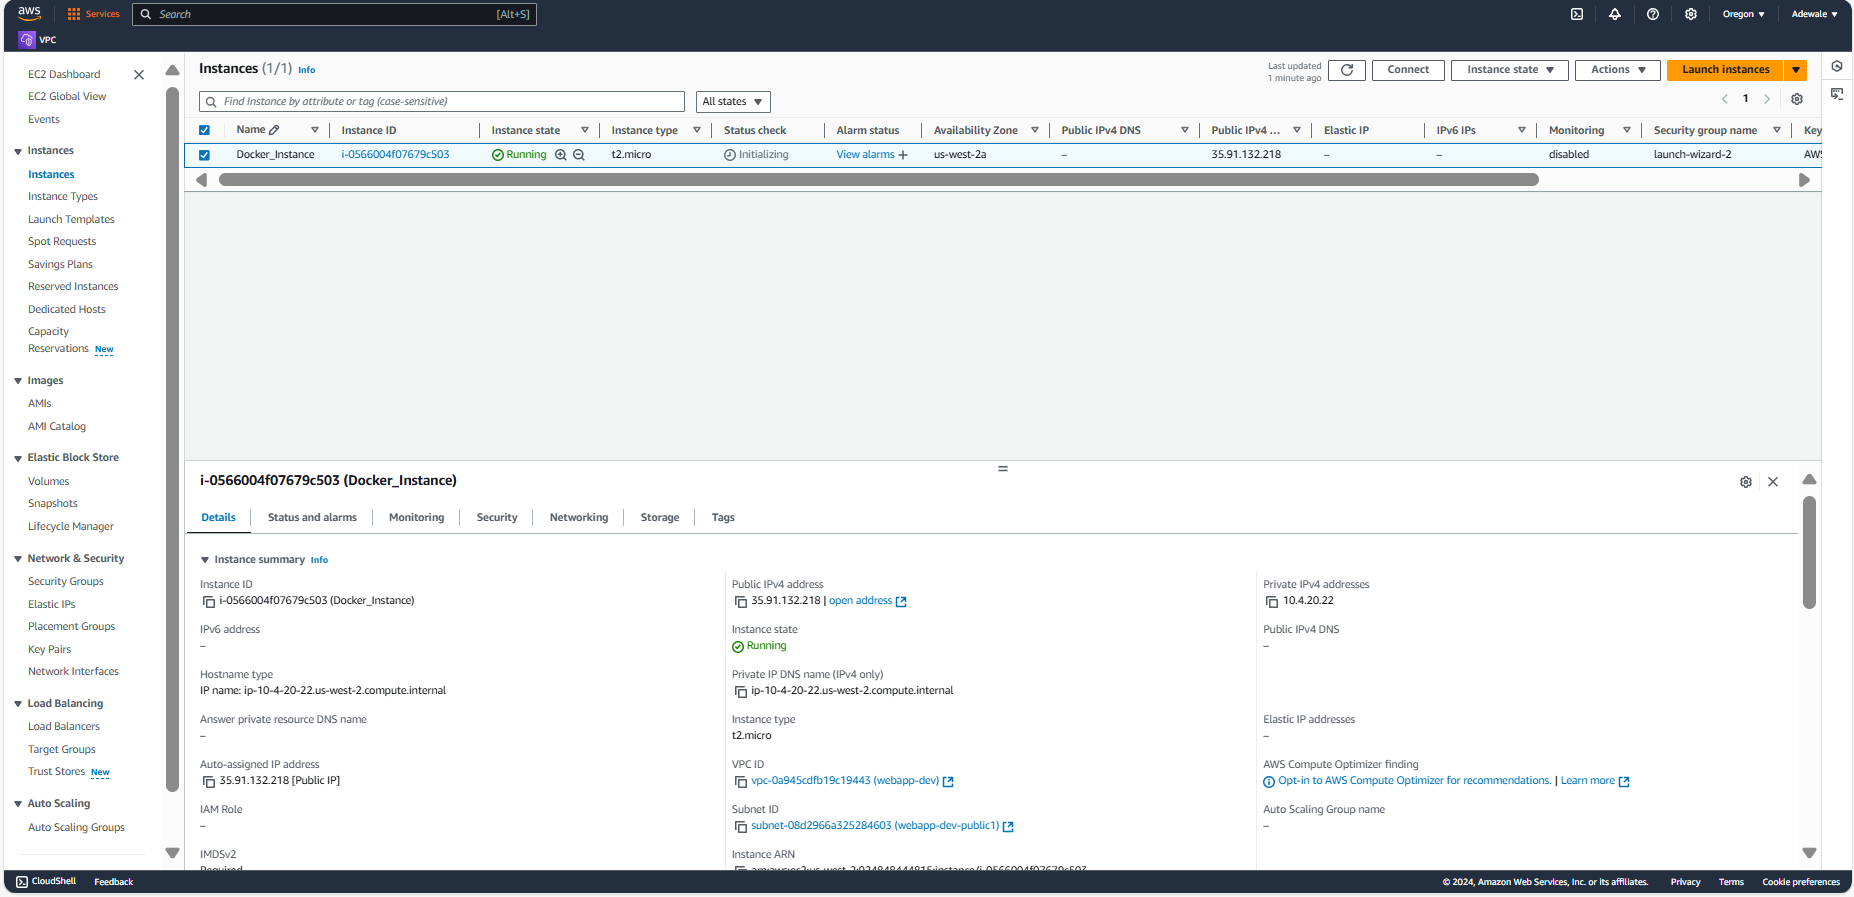 aws
Services
Search
[Alt+S]
Oregon
Adewale
VPC
EC2 Dashboard
EC2 Global View
Events
Instances
Instances
Instance Types
Launch Templates
Spot Requests
Savings Plans
Reserved Instances
Dedicated Hosts
Capacity
Reservations New
Images
AMIs
AMI Catalog
Elastic Block Store
Volumes
Snapshots
Lifecycle Manager
Network & Security
Security Groups
Elastic IPs
Placement Groups
Key Pairs
Network Interfaces
Load Balancing
Load Balancers
Target Groups
Trust Stores New
Auto Scaling
Auto Scaling Groups
Instances (1/1) Info
Last updated
1 minute ago
Connect
Instance state
Actions
Launch instances
Find Instance by attribute or tag (case-sensitive)
All states
1
Name Instance ID Instance state Instance type Status check Alarm status Availability Zone Public IPv4 DNS Public IPv4 ... Elastic IP IPv6 IPs Monitoring Security group name Key
Docker_Instance i-0566004f07679c503 Running t2.micro Initializing View alarms + us-west-2a – 35.91.132.218 – – disabled launch-wizard-2 AWS
i-0566004f07679c503 (Docker_Instance)
Details Status and alarms Monitoring Security Networking Storage Tags
Instance summary Info
Instance ID
i-0566004f07679c503 (Docker_Instance)
Public IPv4 address
35.91.132.218 | open address
Private IPv4 addresses
10.4.20.22
IPv6 address
–
Instance state
Running
Public IPv4 DNS
–
Hostname type
IP name: ip-10-4-20-22.us-west-2.compute.internal
Private IP DNS name (IPv4 only)
ip-10-4-20-22.us-west-2.compute.internal
Answer private resource DNS name
–
Instance type
t2.micro
Elastic IP addresses
–
Auto-assigned IP address
35.91.132.218 [Public IP]
VPC ID
vpc-0a945cdfb19c19443 (webapp-dev)
AWS Compute Optimizer finding
Opt-in to AWS Compute Optimizer for recommendations. | Learn more
IAM Role
–
Subnet ID
subnet-08d2966a325284603 (webapp-dev-public1)
Auto Scaling Group name
–
IMDSv2
Required
Instance ARN
CloudShell
Feedback
© 2024, Amazon Web Services, Inc. or its affiliates.
Privacy
Terms
Cookie preferences